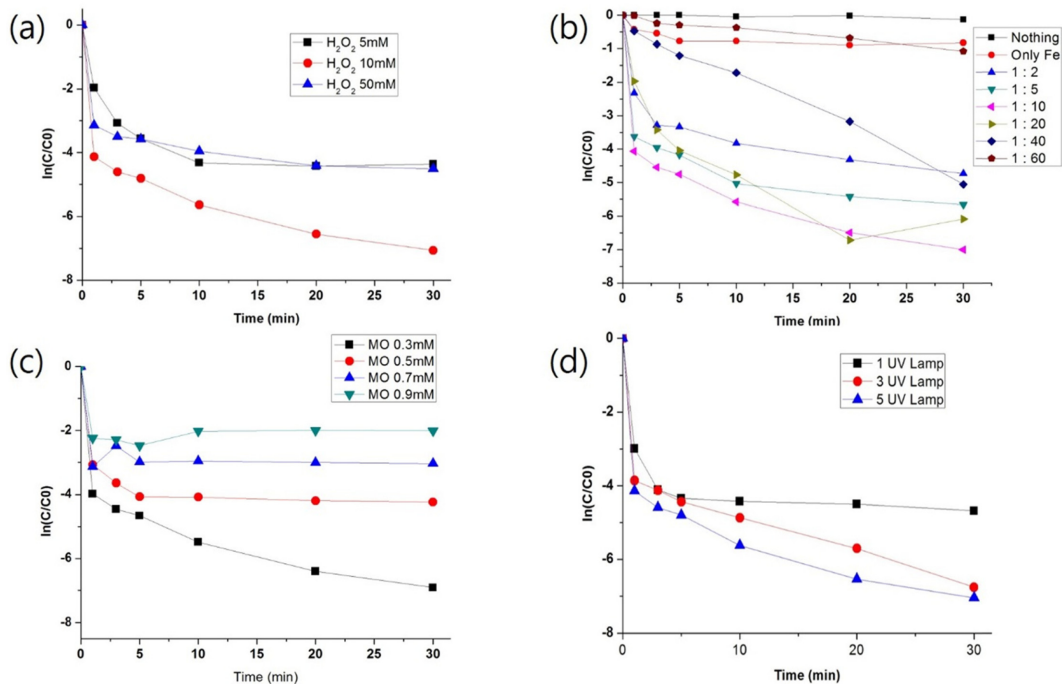 (a)
0
-2
-4
-6
-8
ln(C/C0)
H₂O₂ 5mM
H₂O₂ 10mM
H₂O₂ 50mM
0 5 10 15 20 25 30
Time (min)
(b)
0
-1
-2
-3
-4
-5
-6
-7
-8
ln(C/C0)
Nothing
Only Fe
1 : 2
1 : 5
1 : 10
1 : 20
1 : 40
1 : 60
0 5 10 15 20 25 30
Time (min)
(c)
0
-2
-4
-6
-8
ln(C/C0)
MO 0.3mM
MO 0.5mM
MO 0.7mM
MO 0.9mM
0 5 10 15 20 25 30
Time (min)
(d)
0
-2
-4
-6
-8
ln(C/C0)
1 UV Lamp
3 UV Lamp
5 UV Lamp
0 5 10 15 20 25 30
Time (min)